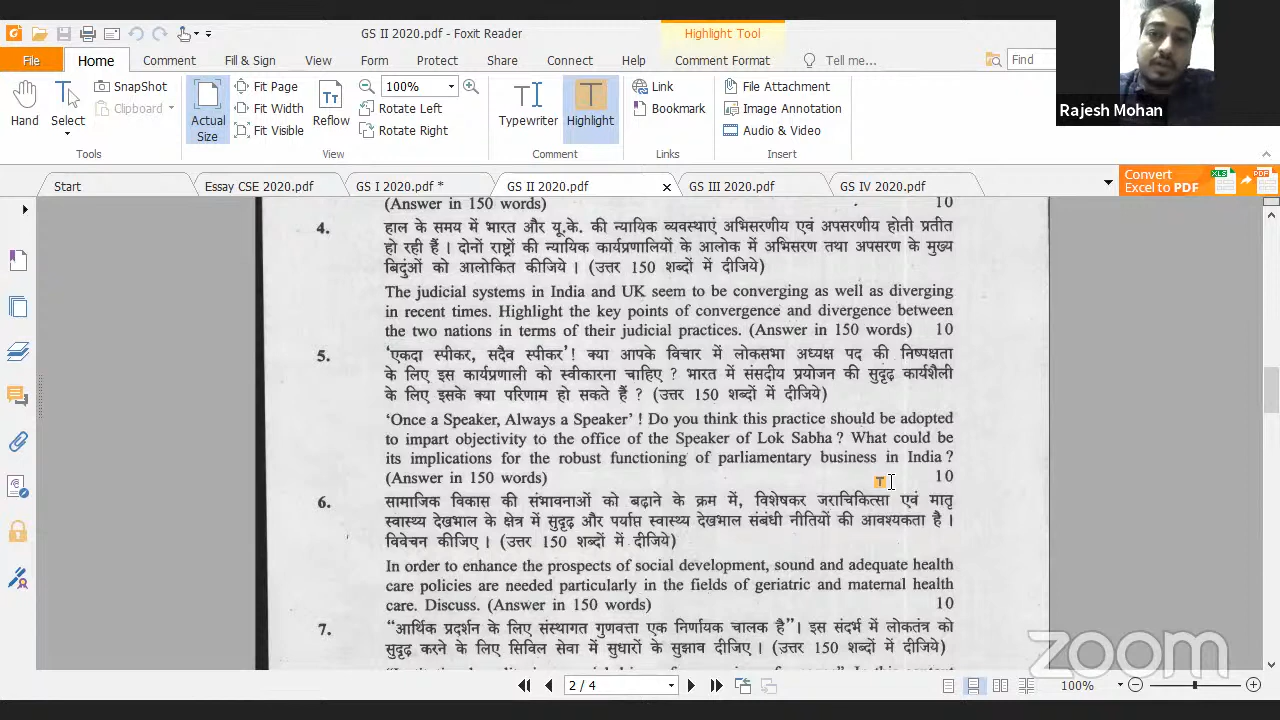 GS II 2020.pdf - Foxit Reader
Highlight Tool
File
Home
Comment
Fill & Sign
View
Form
Protect
Share
Connect
Help
Comment Format
Tell me...
Find
Hand
Select
SnapShot
Clipboard
Actual
Size
Fit Page
Fit Width
Fit Visible
Reflow
100%
Rotate Left
Rotate Right
Typewriter
Highlight
Link
Bookmark
File Attachment
Image Annotation
Audio & Video
Tools
View
Comment
Links
Insert
Rajesh Mohan
Start
Essay CSE 2020.pdf
GS I 2020.pdf *
S II 2020.pdf
GS III 2020.pdf
GS IV 2020.pdf
Convert
Excel to PDF
(Answer in 150 words) 10
4. हाल के समय में भारत और यू.के. की न्यायिक व्यवस्थाएं अभिसरणीय एवं अपसरणीय होती प्रतीत
हो रही हैं । दोनों राष्ट्रों की न्यायिक कार्यप्रणालियों के आलोक में अभिसरण तथा अपसरण के मुख्य
बिदुंओं को आलोकित कीजिये । (उत्तर 150 शब्दों में दीजिये)
The judicial systems in India and UK seem to be converging as well as diverging
in recent times. Highlight the key points of convergence and divergence between
the two nations in terms of their judicial practices. (Answer in 150 words) 10
5. ‘एकदा स्पीकर, सदैव स्पीकर’ ! क्या आपके विचार में लोकसभा अध्यक्ष पद की निष्पक्षता
के लिए इस कार्यप्रणाली को स्वीकारना चाहिए ? भारत में संसदीय प्रयोजन की सुदृढ़ कार्यशैली
के लिए इसके क्या परिणाम हो सकते हैं ? (उत्तर 150 शब्दों में दीजिये)
‘Once a Speaker, Always a Speaker’ ! Do you think this practice should be adopted
to impart objectivity to the office of the Speaker of Lok Sabha ? What could be
its implications for the robust functioning of parliamentary business in India ?
(Answer in 150 words) 10
6. सामाजिक विकास की संभावनाओं को बढ़ाने के क्रम में, विशेषकर जराचिकित्सा एवं मातृ
स्वास्थ्य देखभाल के क्षेत्र में सुदृढ़ और पर्याप्त स्वास्थ्य देखभाल संबंधी नीतियों की आवश्यकता है ।
विवेचन कीजिए । (उत्तर 150 शब्दों में दीजिये)
In order to enhance the prospects of social development, sound and adequate health
care policies are needed particularly in the fields of geriatric and maternal health
care. Discuss. (Answer in 150 words) 10
7. “आर्थिक प्रदर्शन के लिए संस्थागत गुणवत्ता एक निर्णायक चालक है” । इस संदर्भ में लोकतंत्र को
सुदृढ़ करने के लिए सिविल सेवा में सुधारों के सुझाव दीजिए । (उत्तर 150 शब्दों में दीजिये)
zoom
2 / 4
100%